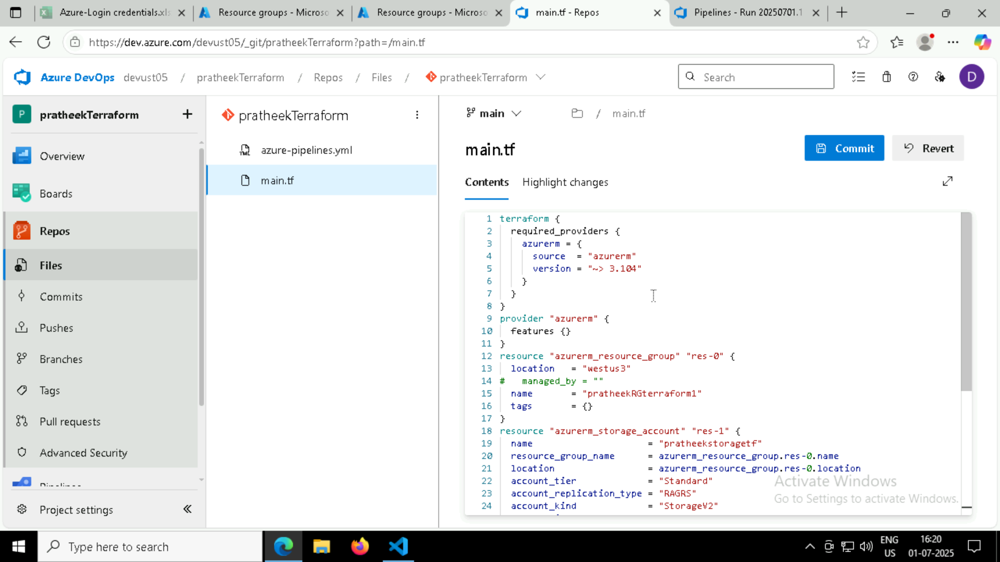 Azure-Login credentials.xls
Resource groups - Microso
Resource groups - Microso
main.tf - Repos
Pipelines - Run 20250701.1
https://dev.azure.com/devust05/_git/pratheekTerraform?path=/main.tf
Azure DevOps devust05 / pratheekTerraform / Repos / Files / pratheekTerraform
Search
D
P pratheekTerraform
Overview
Boards
Repos
Files
Commits
Pushes
Branches
Tags
Pull requests
Advanced Security
Pipelines
Project settings
pratheekTerraform
azure-pipelines.yml
main.tf
main
/ main.tf
main.tf
Commit
Revert
Contents
Highlight changes
1 terraform {
2 required_providers {
3 azurerm = {
4 source = "azurerm"
5 version = "~> 3.104"
6 }
7 }
8 }
9 provider "azurerm" {
10 features {}
11 }
12 resource "azurerm_resource_group" "res-0" {
13 location = "westus3"
14 # managed_by = ""
15 name = "pratheekRGterraform1"
16 tags = {}
17 }
18 resource "azurerm_storage_account" "res-1" {
19 name = "pratheekstoragetf"
20 resource_group_name = azurerm_resource_group.res-0.name
21 location = azurerm_resource_group.res-0.location
22 account_tier = "Standard"
23 account_replication_type = "RAGRS"
24 account_kind = "StorageV2"
Activate Windows
Go to Settings to activate Windows.
Type here to search
ENG
US
16:20
01-07-2025